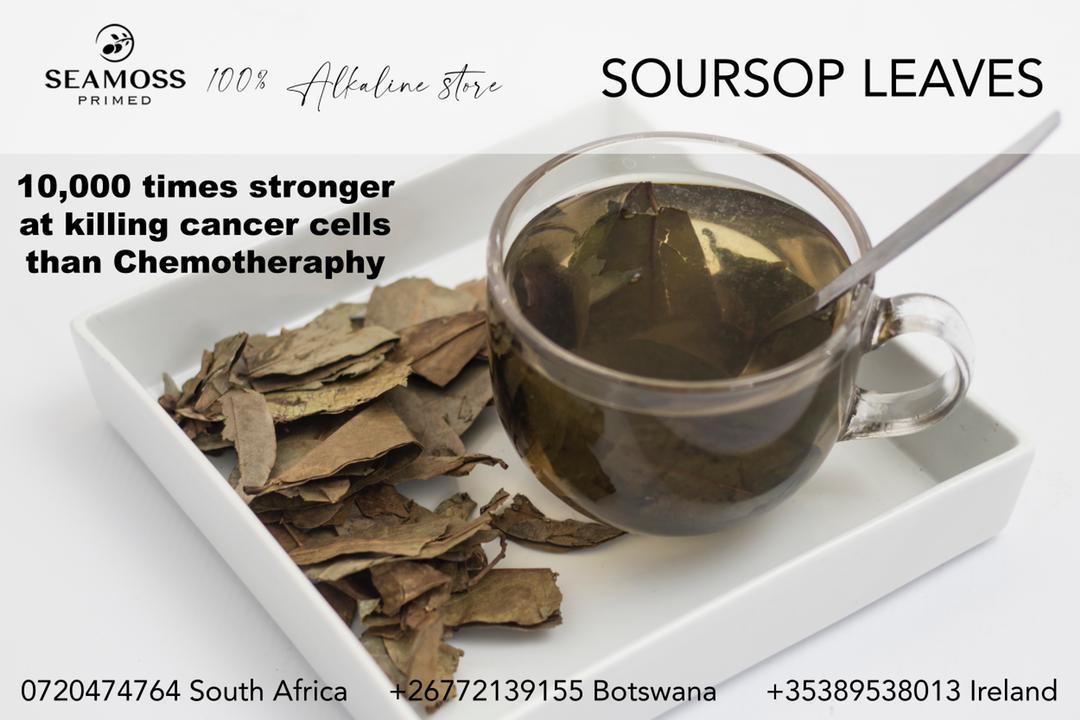 SEAMOSS
PRIMED
100% Alkaline store
SOURSOP LEAVES
10,000 times stronger
at killing cancer cells
than Chemotheraphy
0720474764 South Africa
+26772139155 Botswana
+35389538013 Ireland